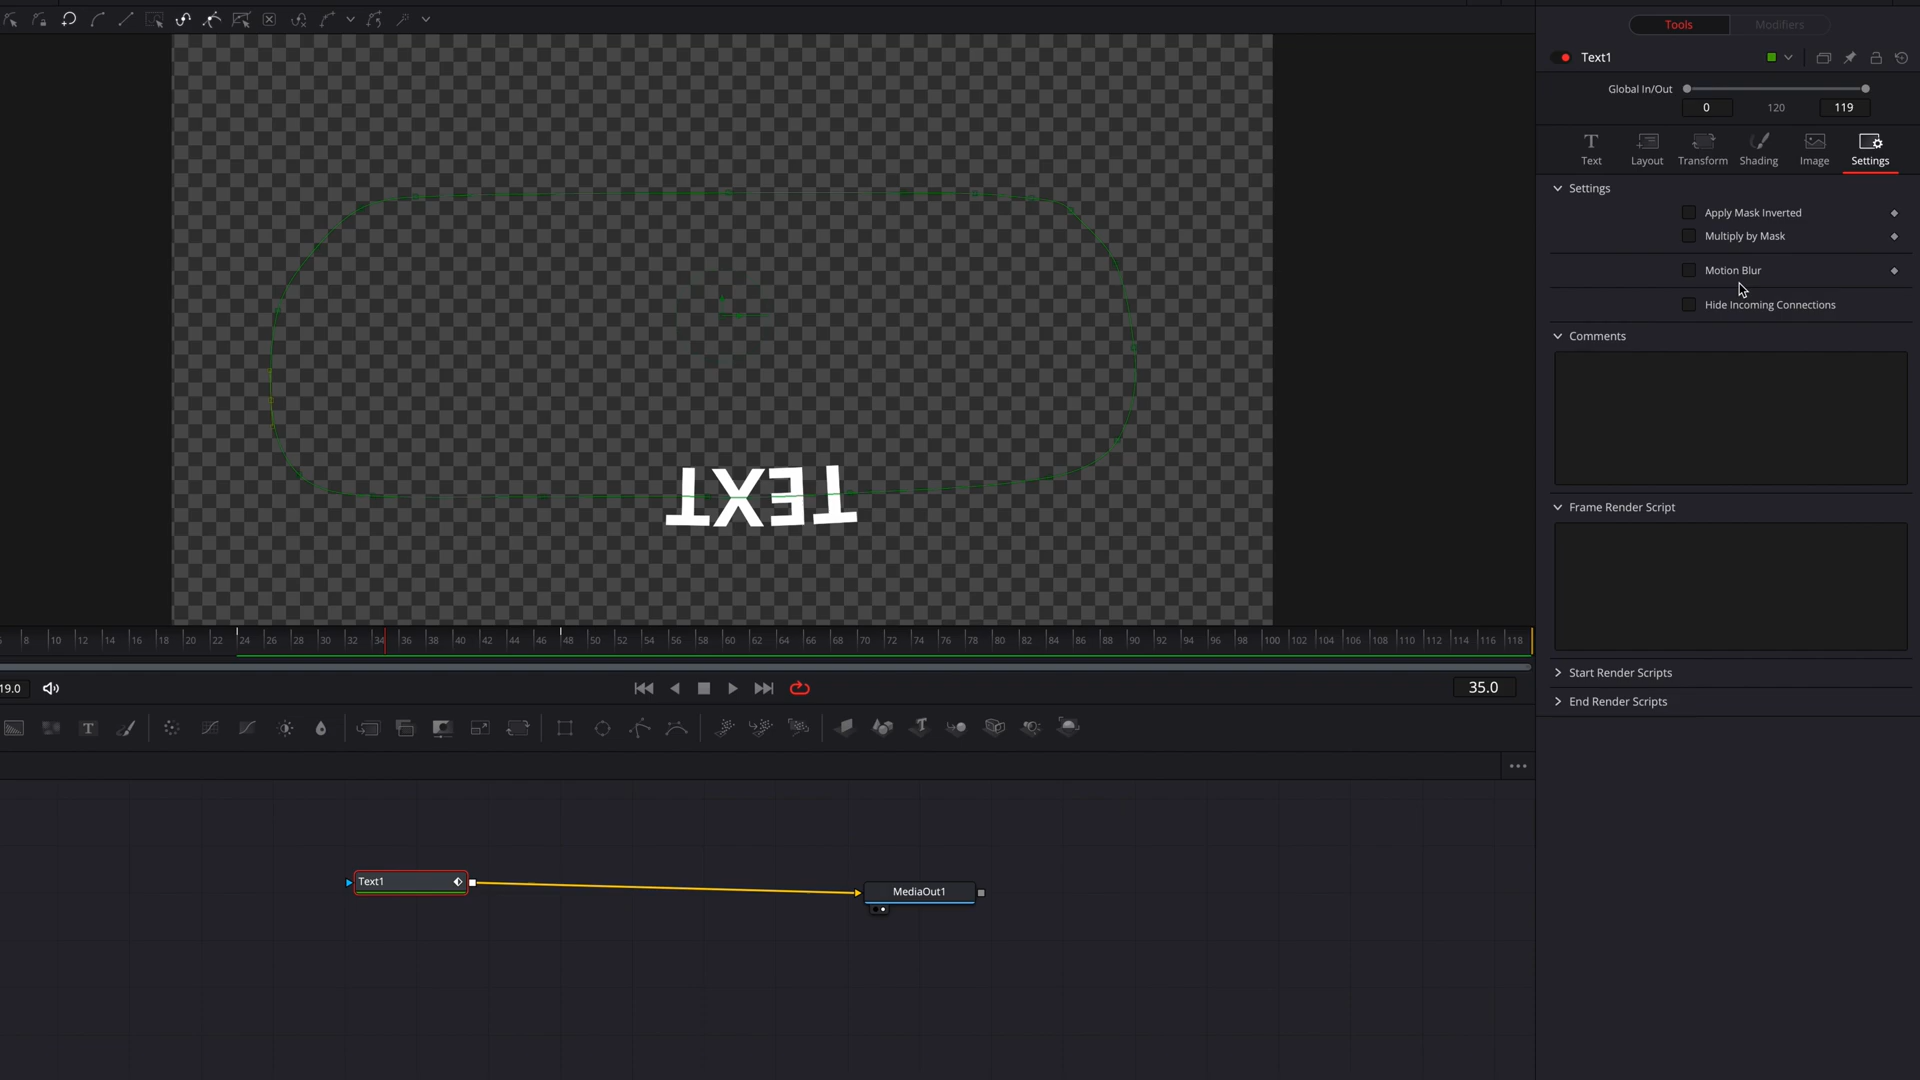 Tools Modifiers
Text1
Global In/Out
0 120 119
Text Layout Transform Shading Image Settings
Settings
Apply Mask Inverted
Multiply by Mask
Motion Blur
Hide Incoming Connections
Comments
Frame Render Script
Start Render Scripts
End Render Scripts
TEXT
8 10 12 14 16 18 20 22 24 26 28 30 32 34 36 38 40 42 44 46 48 50 52 54 56 58 60 62 64 66 68 70 72 74 76 78 80 82 84 86 88 90 92 94 96 98 100 102 104 106 108 110 112 114 116 118
19.0 35.0
T T
Text1
MediaOut1